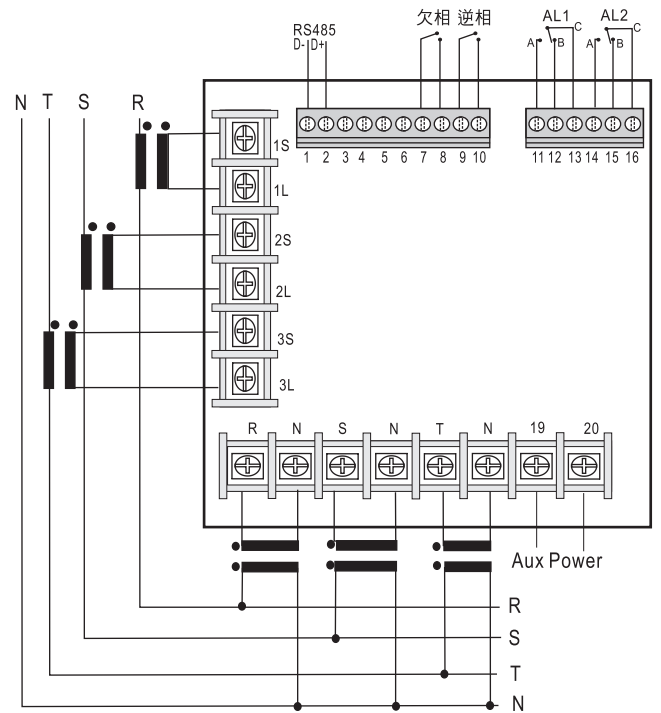 欠相 逆相 AL1 AL2
RS485
D- D+
A B C A B C
N T S R
1 2 3 4 5 6 7 8 9 10 11 12 13 14 15 16
1S
1L
2S
2L
3S
3L
R N S N T N 19 20
Aux Power
R
S
T
N